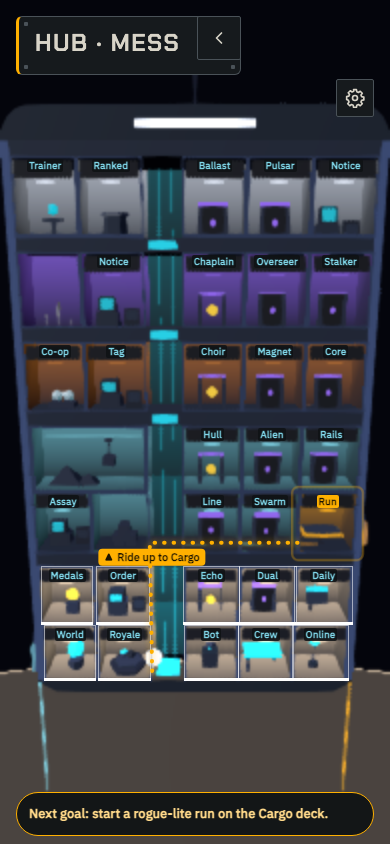 HUB · MESS
Trainer Ranked Ballast Pulsar Notice
Notice Chaplain Overseer Stalker
Co-op Tag Choir Magnet Core
Hull Alien Rails
Assay Line Swarm Run
▲ Ride up to Cargo
Medals Order Echo Dual Daily
World Royale Bot Crew Online
Next goal: start a rogue-lite run on the Cargo deck.